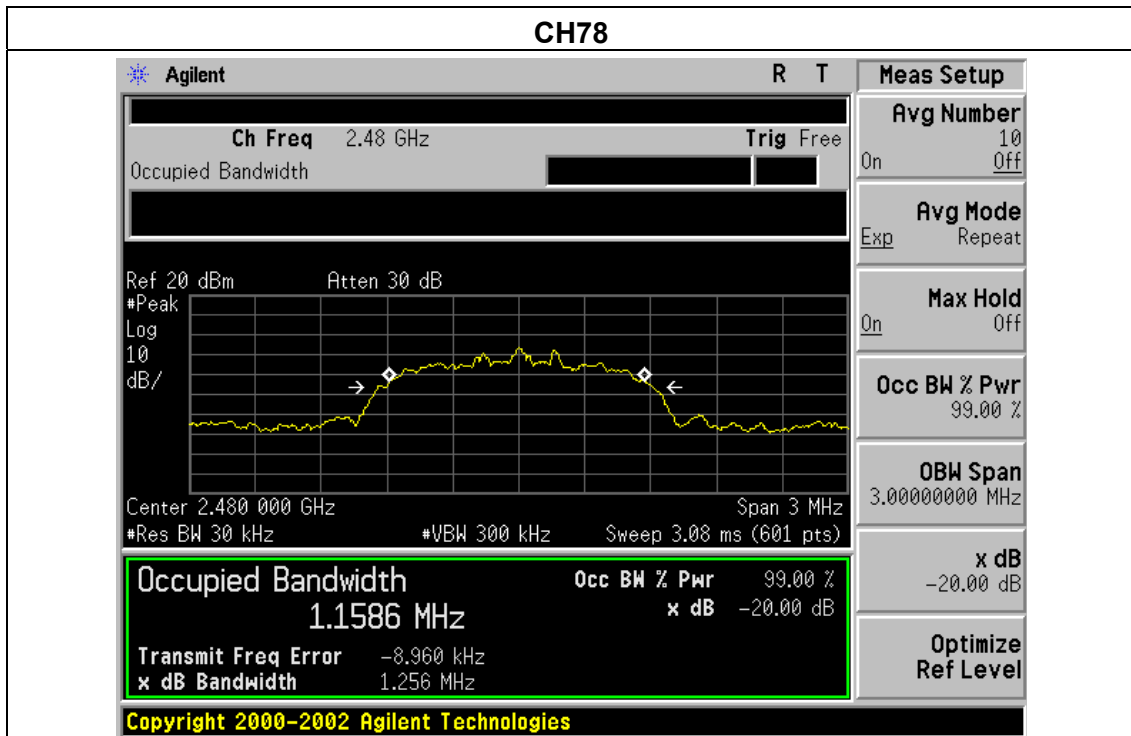 CH78
Agilent R T
Ch Freq 2.48 GHz Trig Free
Occupied Bandwidth
Ref 20 dBm Atten 30 dB
#Peak
Log
10
dB/
Center 2.480 000 GHz Span 3 MHz
#Res BW 30 kHz #VBW 300 kHz Sweep 3.08 ms (601 pts)
Occupied Bandwidth Occ BW % Pwr 99.00 %
1.1586 MHz x dB -20.00 dB
Transmit Freq Error -8.960 kHz
x dB Bandwidth 1.256 MHz
Copyright 2000-2002 Agilent Technologies
Meas Setup
Avg Number
10
On Off
Avg Mode
Exp Repeat
Max Hold
On Off
Occ BW % Pwr
99.00 %
OBW Span
3.00000000 MHz
x dB
-20.00 dB
Optimize
Ref Level